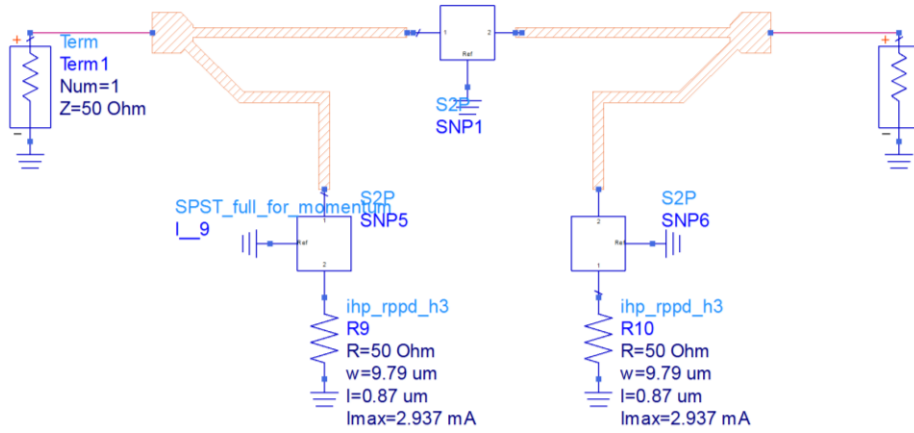 Term
Term1
Num=1
Z=50 Ohm
+
-
1
2
Ref
S2P
SNP1
+
-
SPST_full_for_momentum
I__9
S2P
SNP5
1
Ref
2
S2P
SNP6
2
Ref
1
ihp_rppd_h3
R9
R=50 Ohm
w=9.79 um
l=0.87 um
Imax=2.937 mA
ihp_rppd_h3
R10
R=50 Ohm
w=9.79 um
l=0.87 um
Imax=2.937 mA